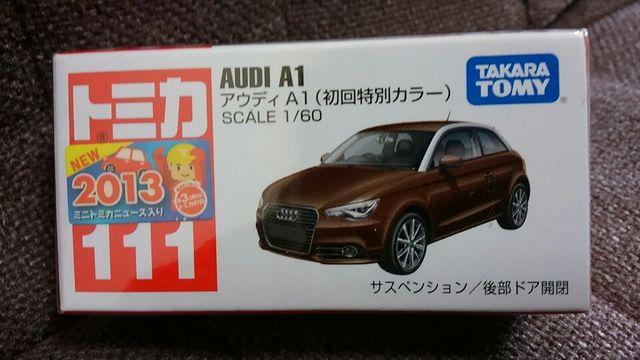 トミカ
NEW
2013
ミニトミカニュース入り
111
AUDI A1
アウディ A1(初回特別カラー)
SCALE 1/60
TAKARA
TOMY
サスペンション/後部ドア開閉